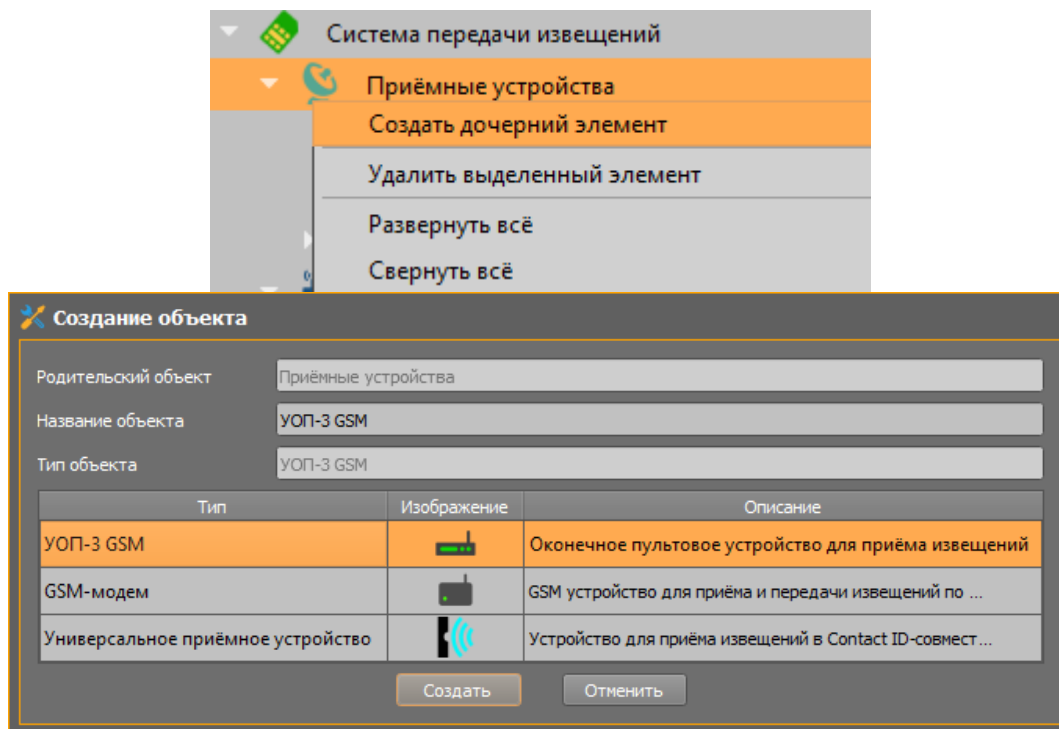 Система передачи извещений
Приёмные устройства
Создать дочерний элемент
Удалить выделенный элемент
Развернуть всё
Свернуть всё
Создание объекта
Родительский объект Приёмные устройства
Название объекта УОП-3 GSM
Тип объекта УОП-3 GSM
Тип Изображение Описание
УОП-3 GSM Оконечное пультовое устройство для приёма извещений
GSM-модем GSM устройство для приёма и передачи извещений по ...
Универсальное приёмное устройство Устройство для приёма извещений в Contact ID-совмест...
Создать Отменить